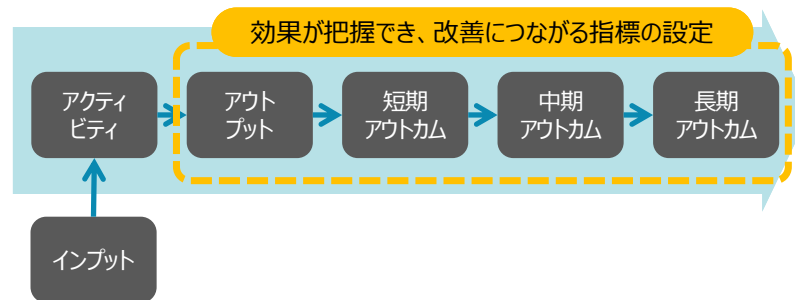 効果が把握でき、改善につながる指標の設定
アクティ
ビティ
アウト
プット
短期
アウトカム
中期
アウトカム
長期
アウトカム
インプット